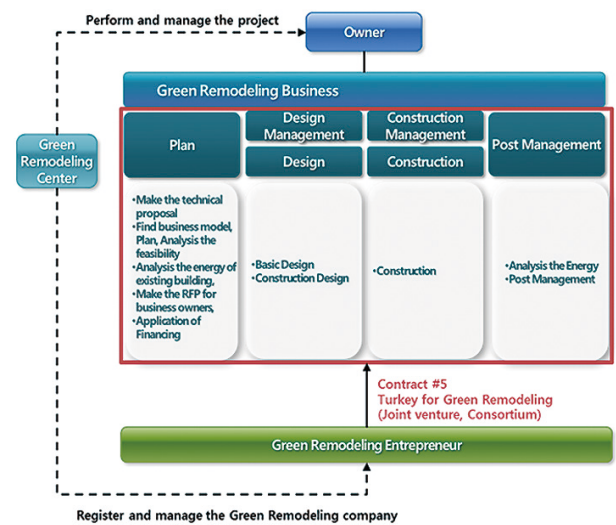 Perform and manage the project
Owner
Green Remodeling Business
Green
Remodeling
Center
Plan
Design
Management
Design
Construction
Management
Construction
Post Management
•Make the technical
proposal
•Find business model,
Plan, Analysis the
feasibility
•Analysis the energy of
existing building,
•Make the RFP for
business owners,
•Application of
Financing
•Basic Design
•Construction Design
•Construction
•Analysis the Energy
•Post Management
Contract #5
Turkey for Green Remodeling
(Joint venture, Consortium)
Green Remodeling Entrepreneur
Register and manage the Green Remodeling company